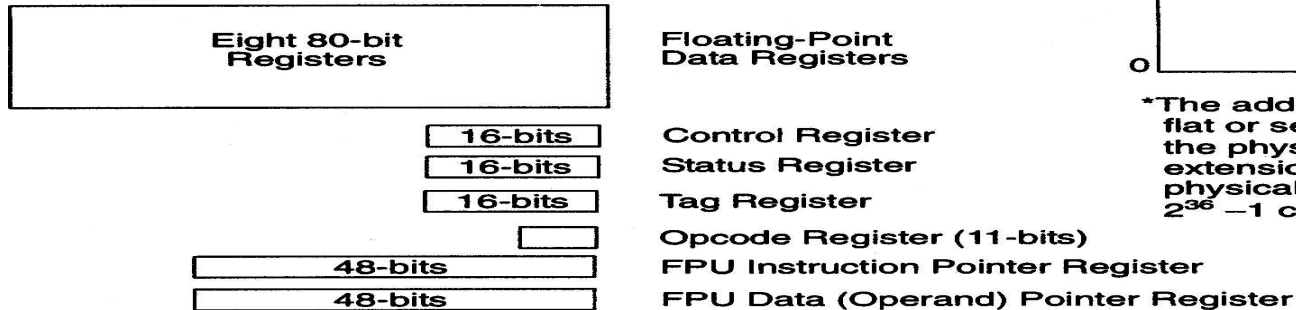 Eight 80-bit
Registers
Floating-Point
Data Registers
0
16-bits
Control Register
16-bits
Status Register
16-bits
Tag Register
Opcode Register (11-bits)
48-bits
FPU Instruction Pointer Register
48-bits
FPU Data (Operand) Pointer Register
*The add
flat or se
the phys
extensio
physical
2³⁶ –1 c